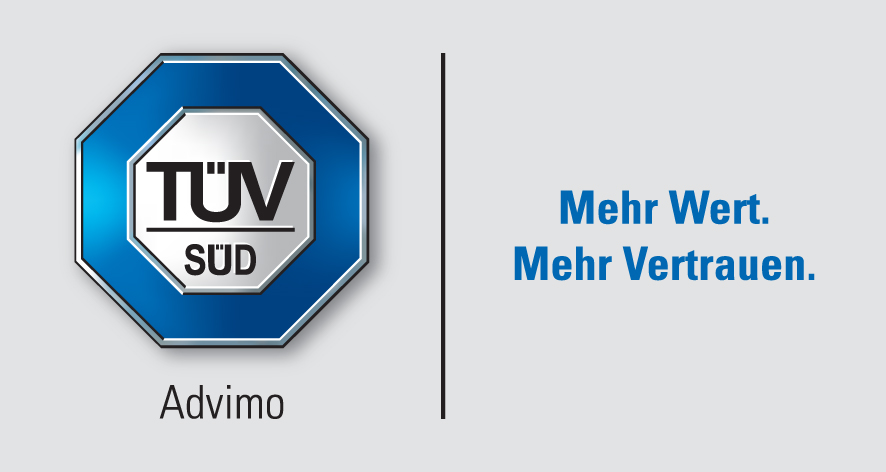 TÜV
SÜD
Advimo
Mehr Wert.
Mehr Vertrauen.